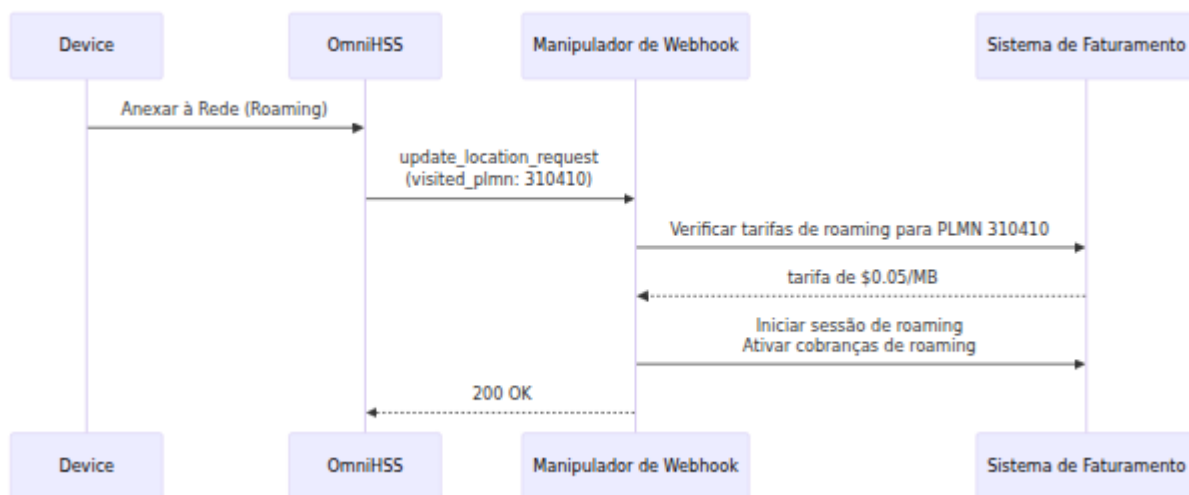 Device
OmniHSS
Manipulador de Webhook
Sistema de Faturamento
Anexar à Rede (Roaming)
update_location_request
(visited_plmn: 310410)
Verificar tarifas de roaming para PLMN 310410
tarifa de $0.05/MB
Iniciar sessão de roaming
Ativar cobranças de roaming
200 OK
Device
OmniHSS
Manipulador de Webhook
Sistema de Faturamento